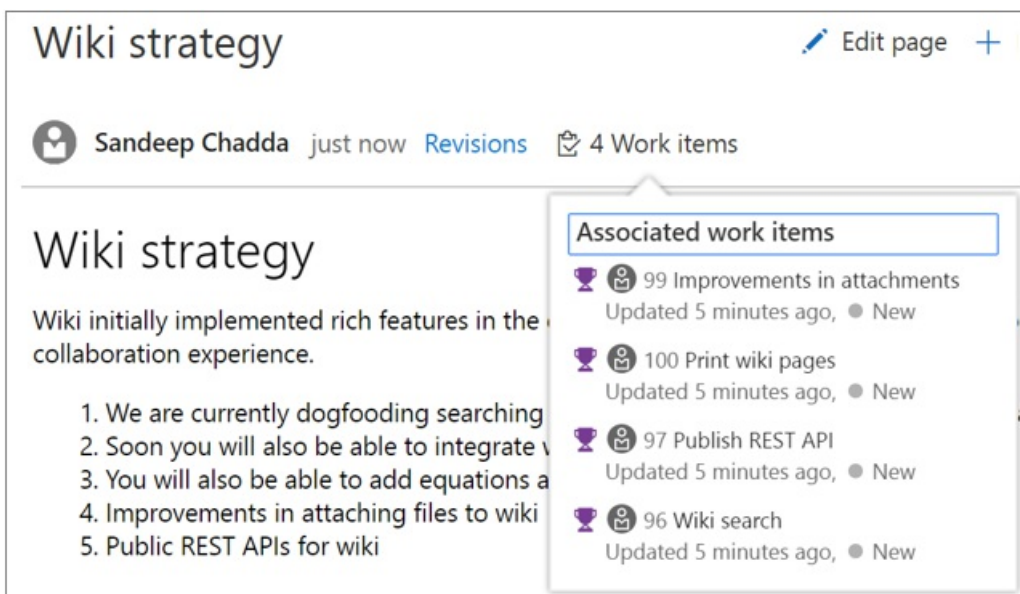 Wiki strategy
Edit page
Sandeep Chadda just now Revisions 4 Work items
Wiki strategy
Wiki initially implemented rich features in the
collaboration experience.
1. We are currently dogfooding searching
2. Soon you will also be able to integrate
3. You will also be able to add equations
4. Improvements in attaching files to wiki
5. Public REST APIs for wiki
Associated work items
99 Improvements in attachments
Updated 5 minutes ago, New
100 Print wiki pages
Updated 5 minutes ago, New
97 Publish REST API
Updated 5 minutes ago, New
96 Wiki search
Updated 5 minutes ago, New